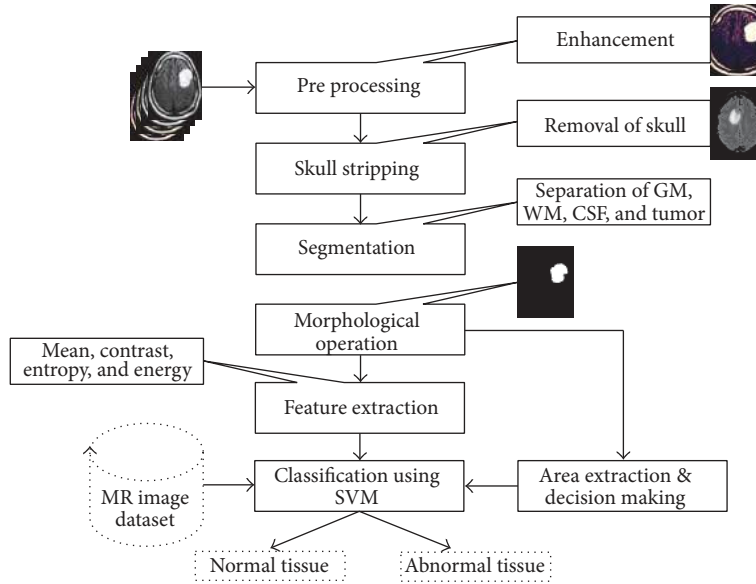 Enhancement
Pre processing
Removal of skull
Skull stripping
Separation of GM,
WM, CSF, and tumor
Segmentation
Morphological
operation
Mean, contrast,
entropy, and energy
Feature extraction
MR image
dataset
Classification using
SVM
Area extraction &
decision making
Normal tissue
Abnormal tissue